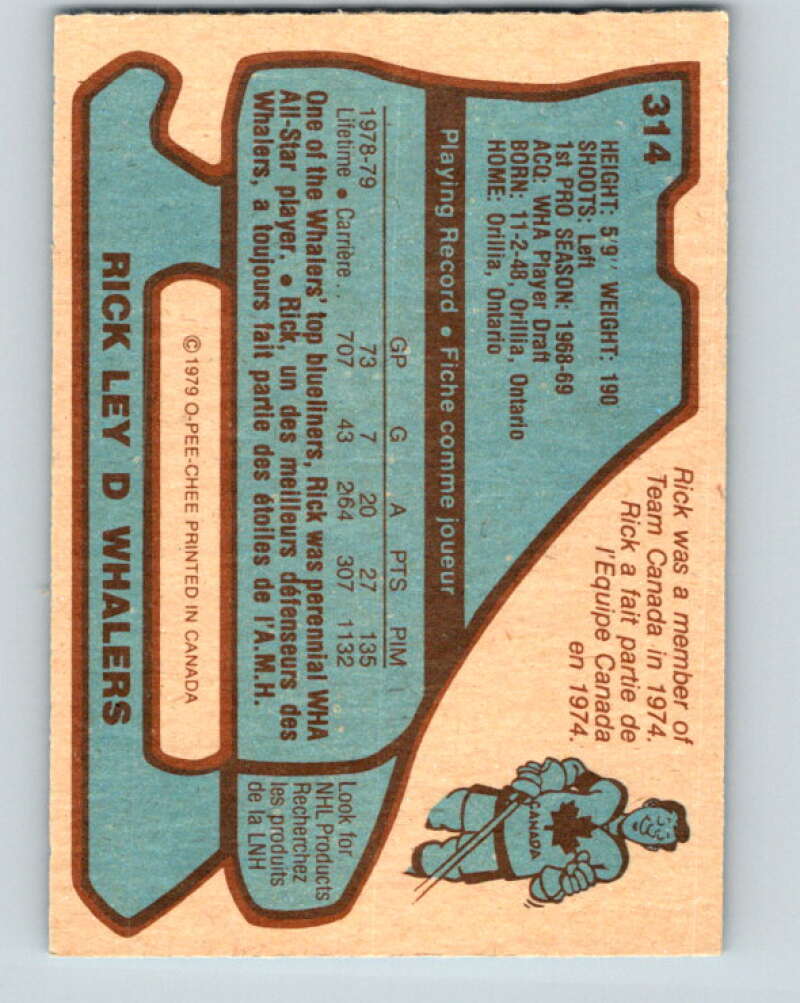 314
HEIGHT: 5'9" WEIGHT: 190
SHOOTS: Left
1st PRO SEASON: 1968-69
ACQ: WHA Player Draft
BORN: 11-2-48, Orillia, Ontario
HOME: Orillia, Ontario
Rick was a member of
Team Canada in 1974.
Rick a fait partie de
l'Equipe Canada
en 1974.
CANADA
Playing Record • Fiche comme joueur
GP G A PTS PIM
1978-79 73 7 20 27 135
Lifetime • Carrière.. 707 43 264 307 1132
One of the Whalers' top blueliners, Rick was perennial WHA
All-Star player. • Rick, un des meilleurs défenseurs des
Whalers, a toujours fait partie des étoiles de l'A.M.H.
Look for
NHL Products
Recherchez
les produits
de la LNH
© 1979 O-PEE-CHEE PRINTED IN CANADA
RICK LEY D WHALERS